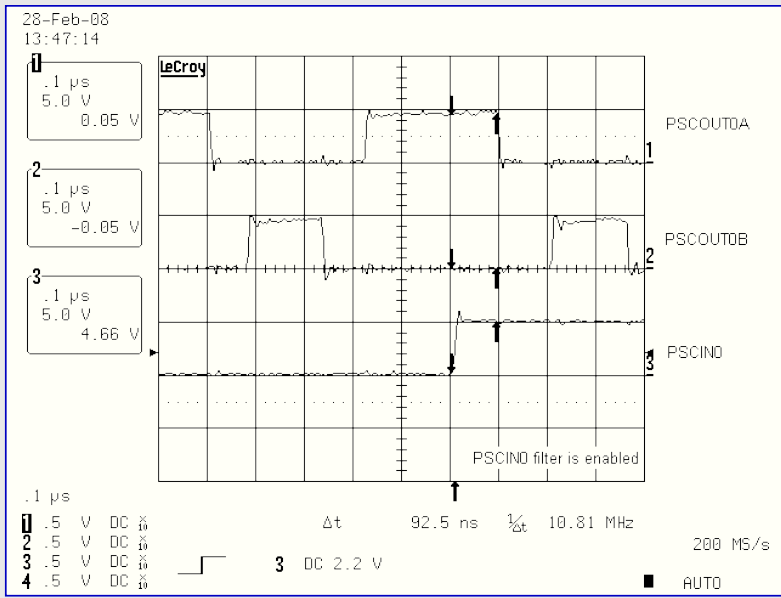 28-Feb-08
13:47:14
1
.1 µs
5.0 V
0.05 V
2
.1 µs
5.0 V
-0.05 V
3
.1 µs
5.0 V
4.66 V
LeCroy
PSCOUT0A
1
PSCOUT0B
2
PSCIN0
3
PSCIN0 filter is enabled
.1 µs
1 .5 V DC X10
2 .5 V DC X10
3 .5 V DC X10
4 .5 V DC X10
Δt 92.5 ns 1/Δt 10.81 MHz
3 DC 2.2 V
200 MS/s
AUTO